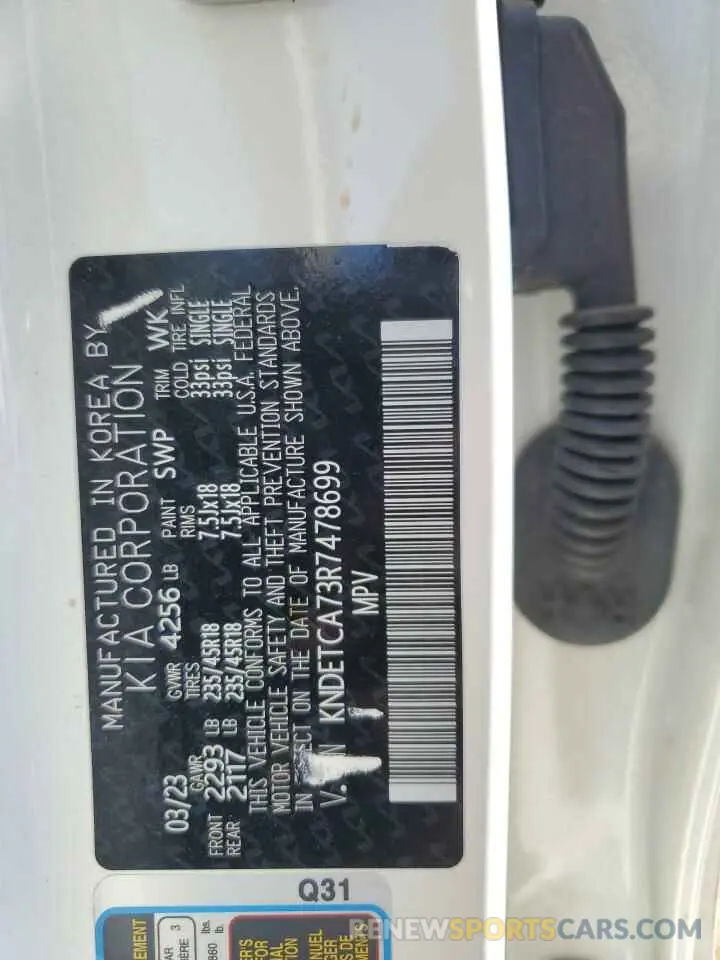 MANUFACTURED IN KOREA BY
KIA CORPORATION
03/23 GVWR 4256 LB PAINT SWP TRIM WK
GAWR TIRES RIMS COLD TIRE INFL
FRONT 2293 LB 235/45R18 7.5Jx18 33psi SINGLE
REAR 2117 LB 235/45R18 7.5Jx18 33psi SINGLE
THIS VEHICLE CONFORMS TO ALL APPLICABLE U.S.A. FEDERAL
MOTOR VEHICLE SAFETY AND THEFT PREVENTION STANDARDS
IN ON THE DATE OF MANUFACTURE SHOWN ABOVE.
KNDETCA73R7478699
MPV
Q31
RENEWSPORTSCARS.COM